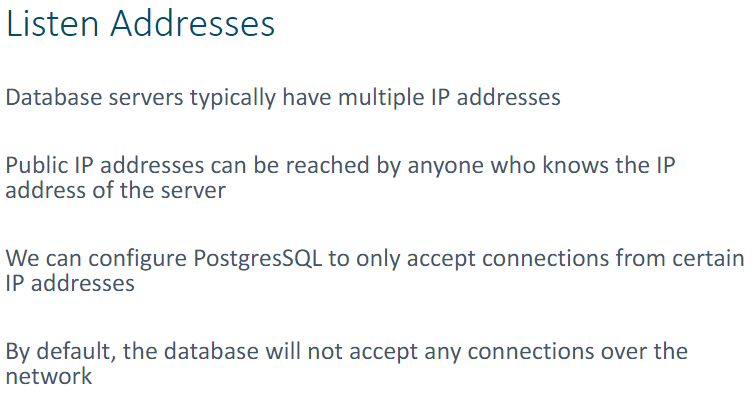 Listen Addresses
Database servers typically have multiple IP addresses
Public IP addresses can be reached by anyone who knows the IP
address of the server
We can configure PostgresSQL to only accept connections from certain
IP addresses
By default, the database will not accept any connections over the
network